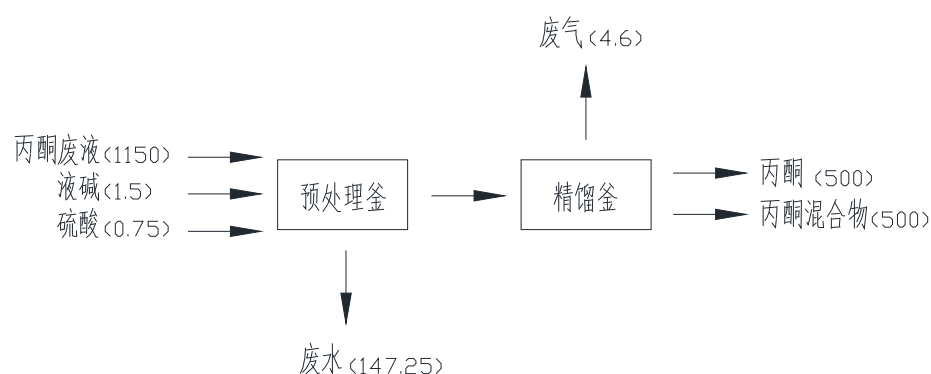 废气(4.6)
丙酮废液(1150)
液碱(1.5)
硫酸(0.75)
预处理釜
精馏釜
丙酮(500)
丙酮混合物(500)
废水(147.25)